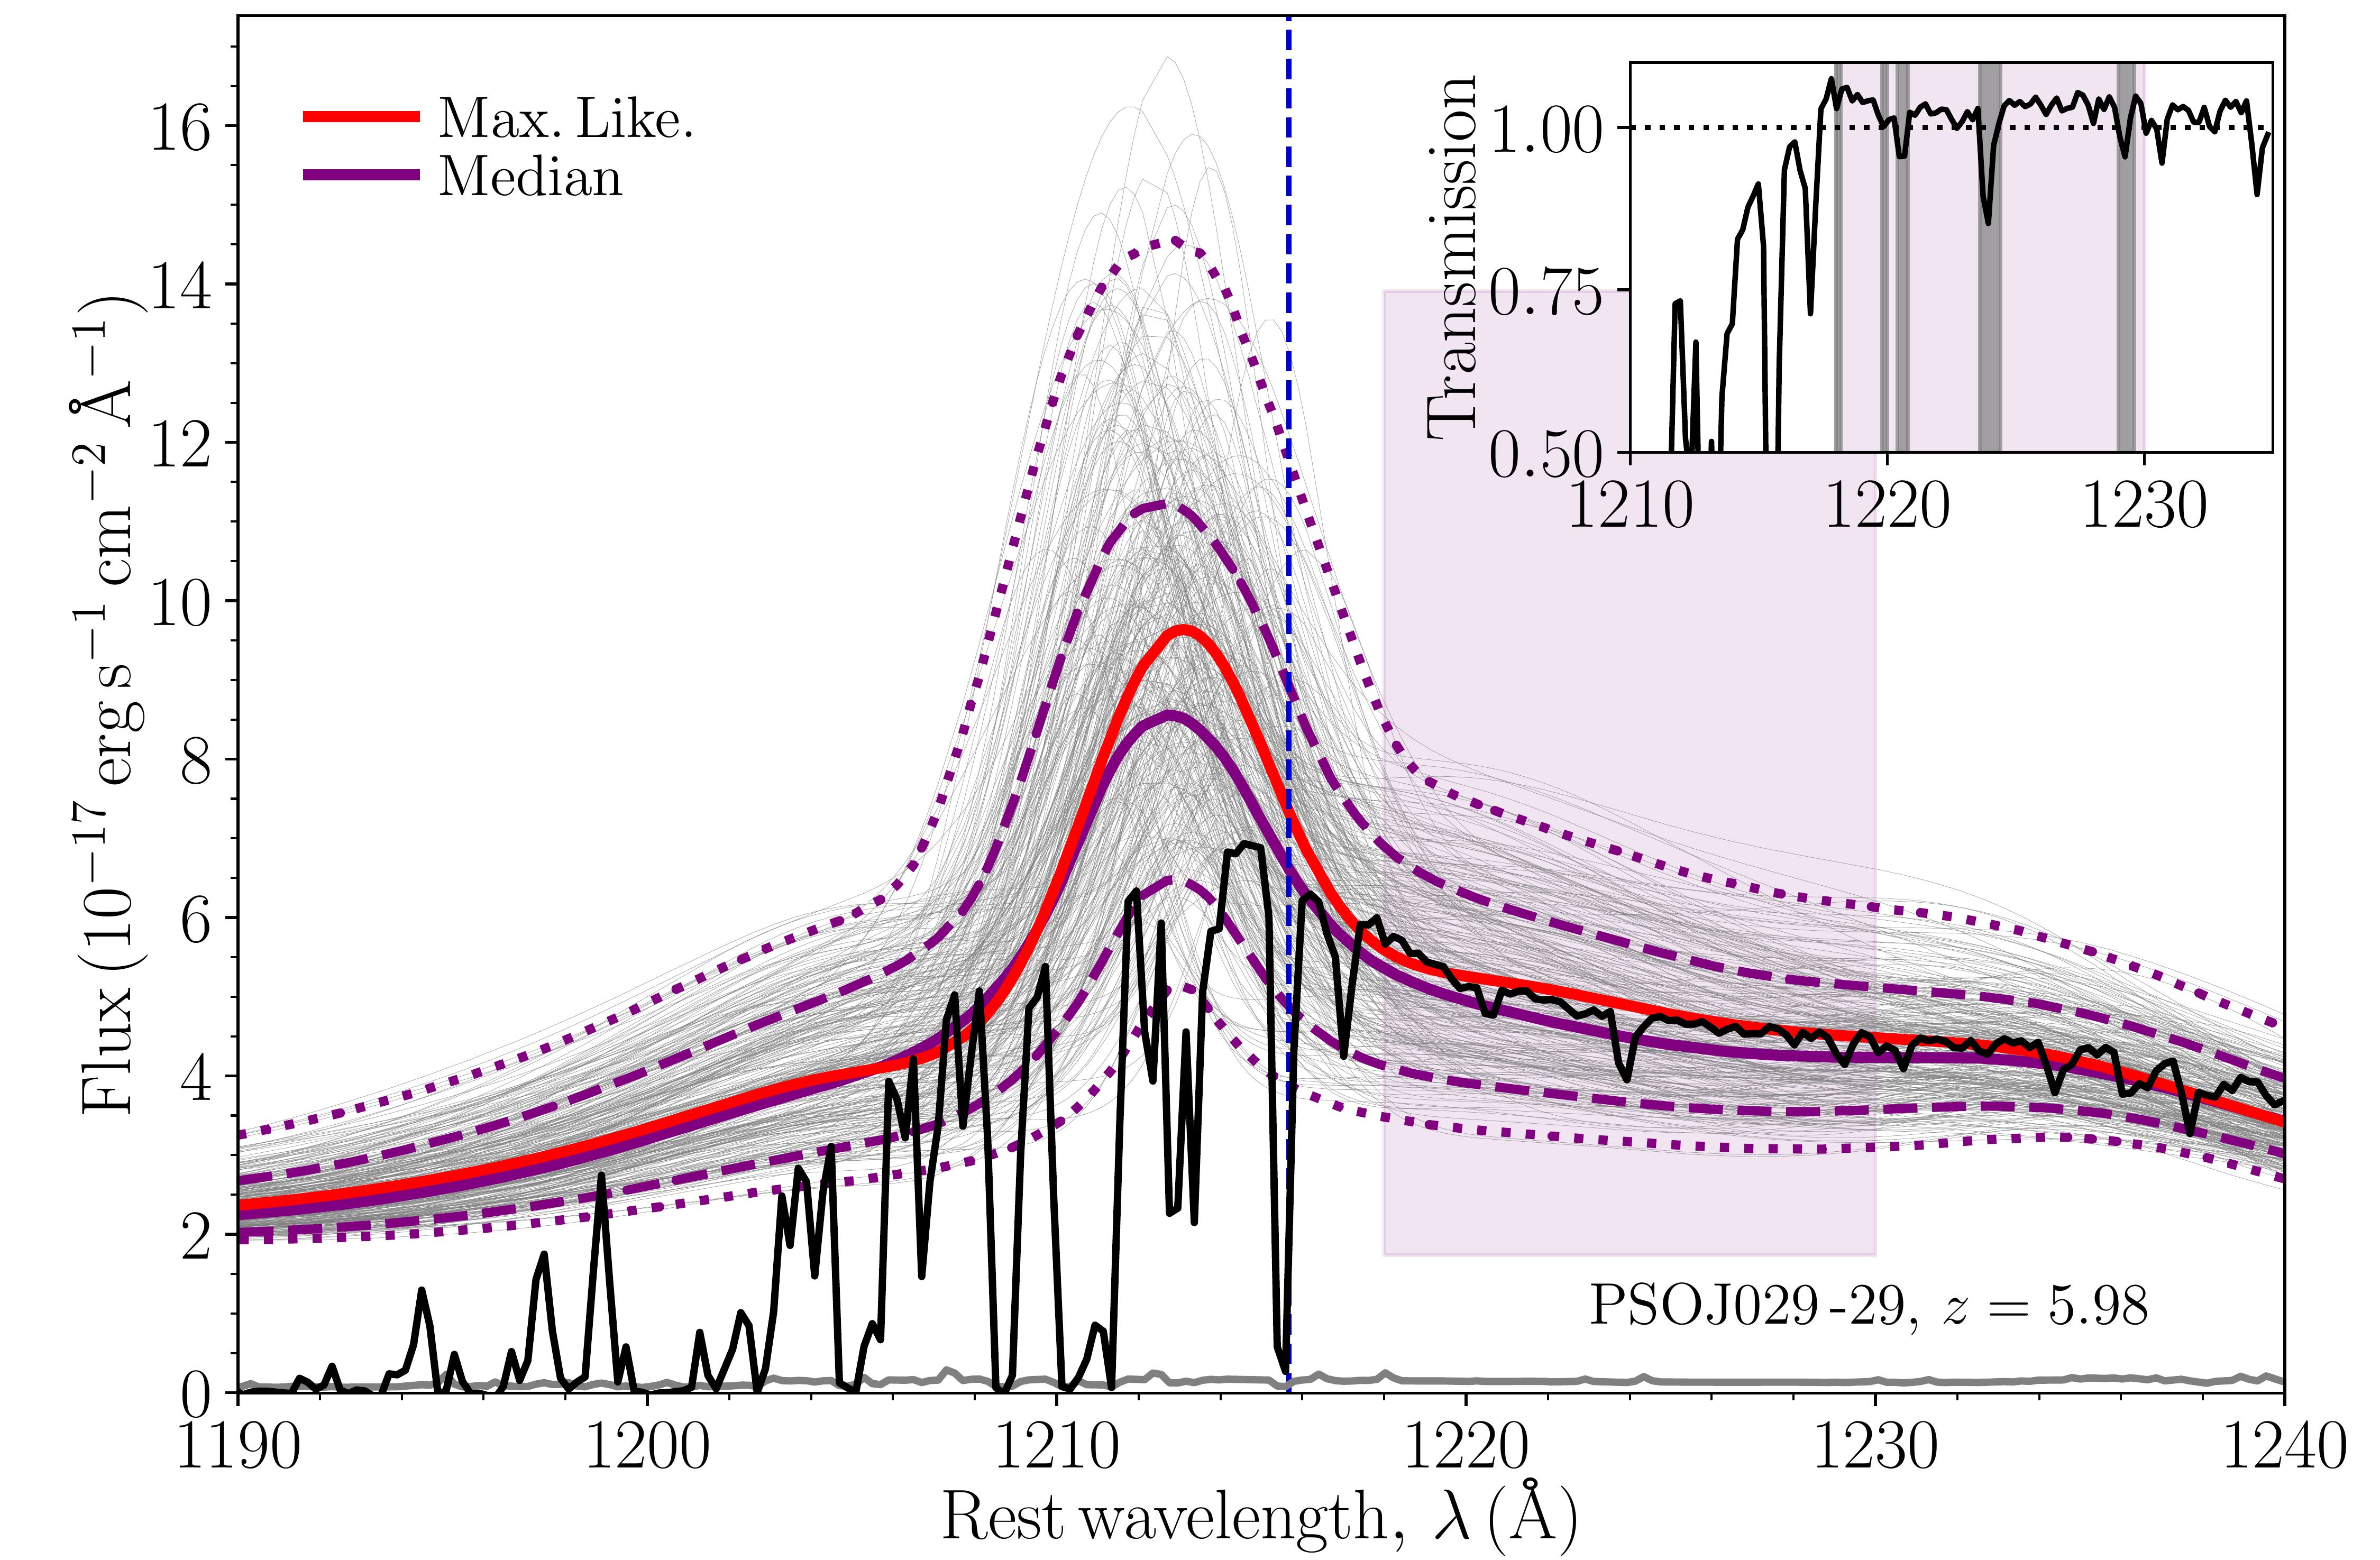 Flux (10⁻¹⁷ erg s⁻¹ cm⁻² Å⁻¹)
16
14
12
10
8
6
4
2
0
Max. Like.
Median
Transmission
1.00
0.75
0.50
1210 1220 1230
PSOJ029-29, z = 5.98
1190 1200 1210 1220 1230 1240
Rest wavelength, λ (Å)